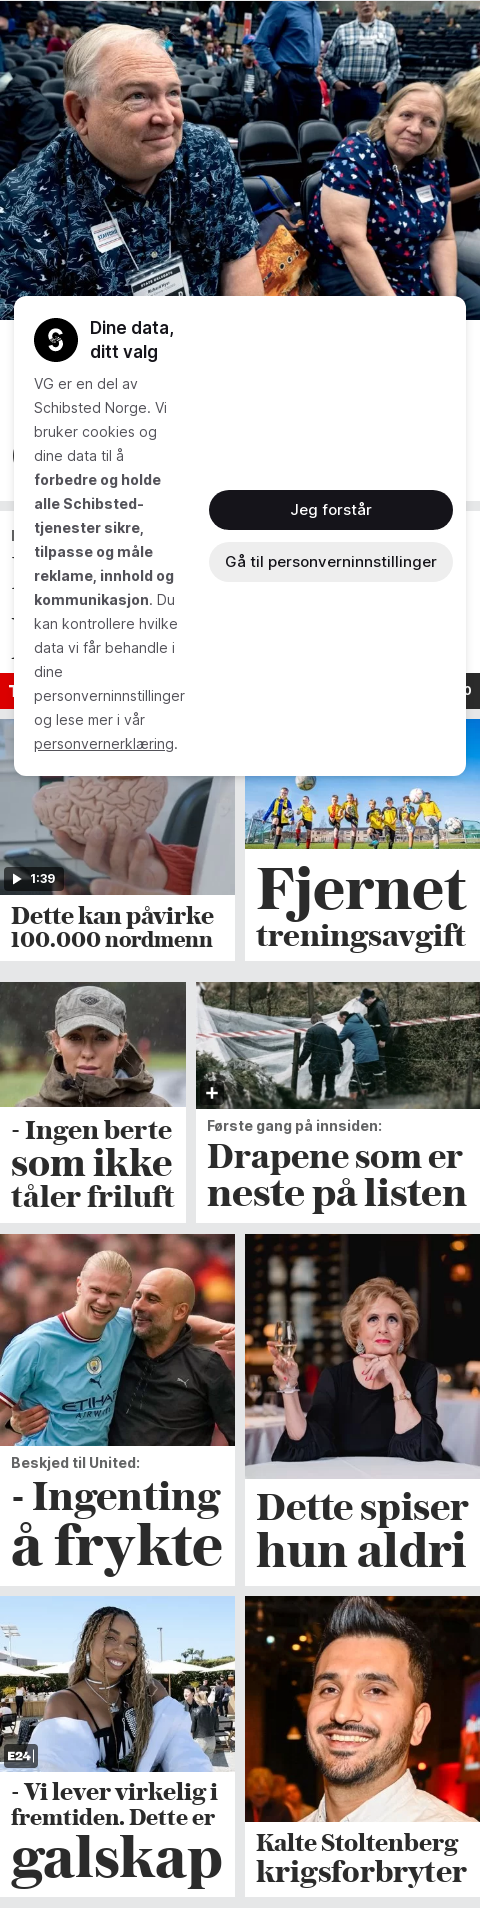 Dine data,
ditt valg
VG er en del av
Schibsted Norge. Vi
bruker cookies og
dine data til å
forbedre og holde
alle Schibsted-
tjenester sikre,
tilpasse og måle
reklame, innhold og
kommunikasjon. Du
kan kontrollere hvilke
data vi får behandle i
dine
personverninnstillinger
og lese mer i vår
personvernerklæring.
Jeg forstår
Gå til personverninnstillinger
1:39
Dette kan påvirke
100.000 nordmenn
Fjernet
treningsavgift
- Ingen berte
som ikke
tåler friluft
Første gang på innsiden:
Drapene som er
neste på listen
ETIHAD
AIRWAYS
Beskjed til United:
- Ingenting
å frykte
Dette spiser
hun aldri
E24
- Vi lever virkelig i
fremtiden. Dette er
galskap
Kalte Stoltenberg
krigsforbryter